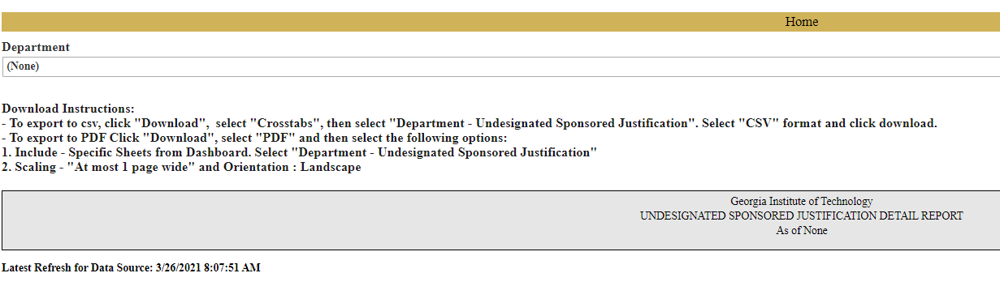 Home
Department
(None)
Download Instructions:
- To export to csv, click "Download",  select "Crosstabs", then select "Department - Undesignated Sponsored Justification". Select "CSV" format and click download.
- To export to PDF Click "Download", select "PDF" and then select the following options:
1. Include - Specific Sheets from Dashboard. Select "Department - Undesignated Sponsored Justification"
2. Scaling - "At most 1 page wide" and Orientation : Landscape
Georgia Institute of Technology
UNDESIGNATED SPONSORED JUSTIFICATION DETAIL REPORT
As of None
Latest Refresh for Data Source: 3/26/2021 8:07:51 AM